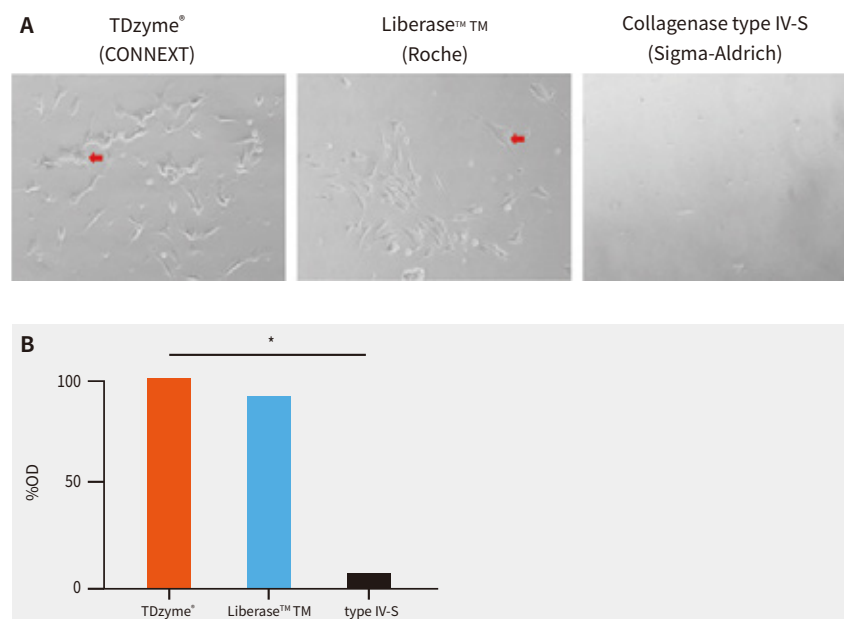 A
TDzyme®
(CONNEXT)
Liberase™ TM
(Roche)
Collagenase type IV-S
(Sigma-Aldrich)
B
*
100
50
0
%OD
TDzyme®
Liberase™ TM
type IV-S